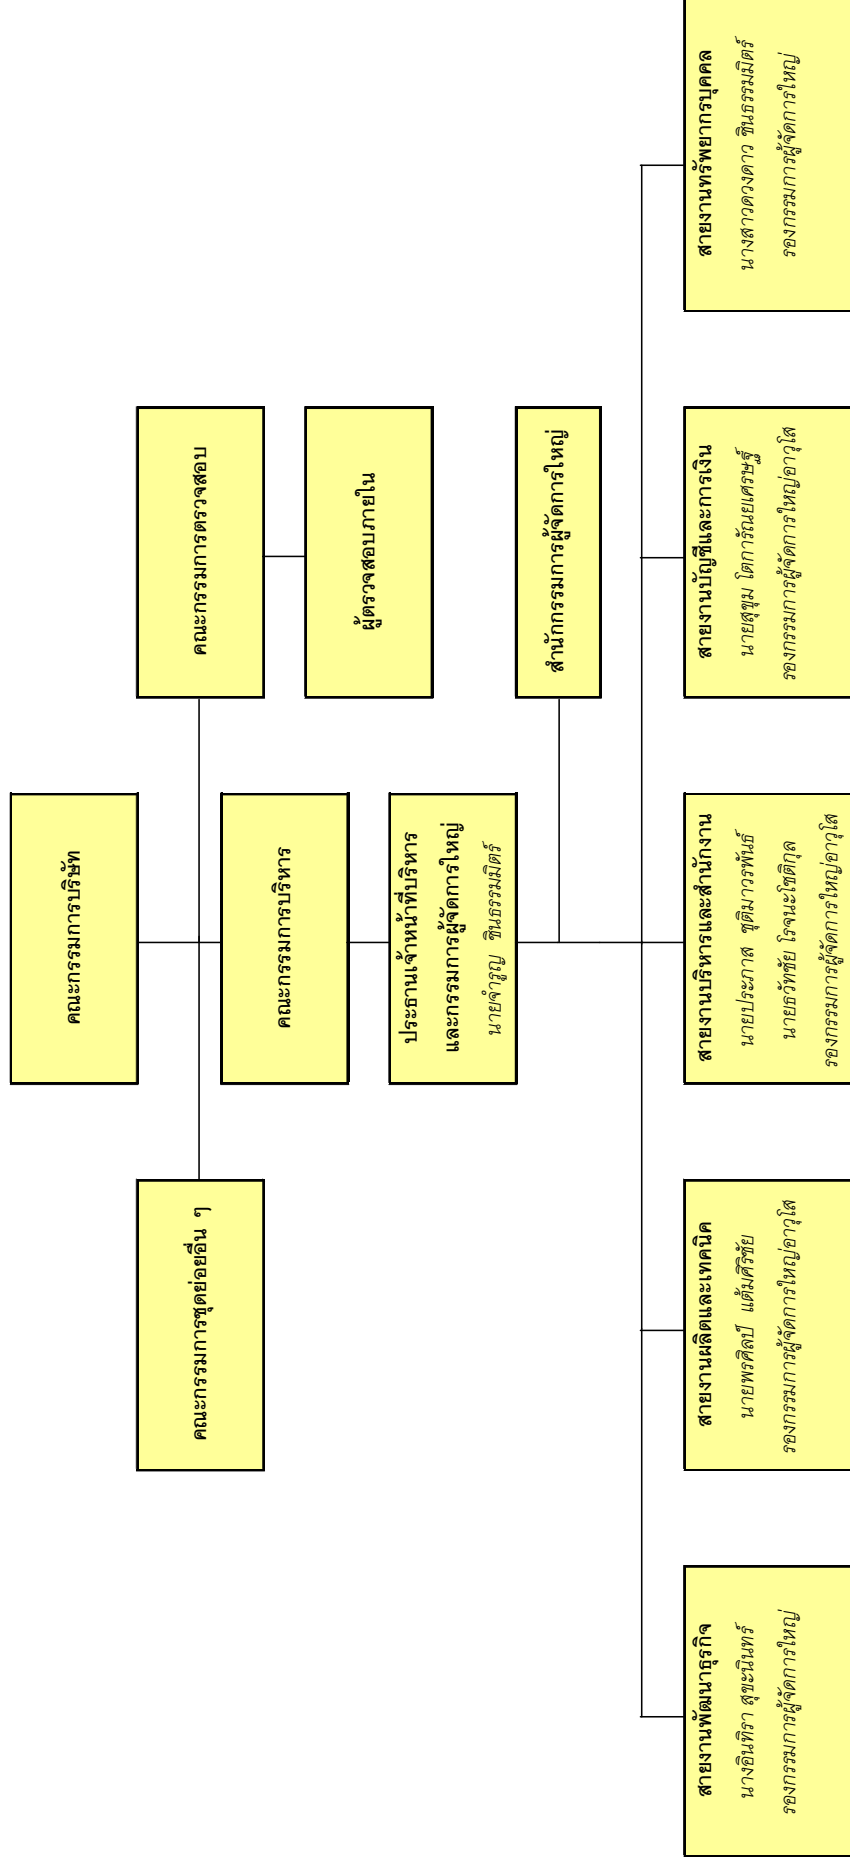 คณะกรรมการบริษัท
คณะกรรมการชุดย่อยอื่น ๆ
คณะกรรมการตรวจสอบ
คณะกรรมการบริหาร
ผู้ตรวจสอบภายใน
ประธานเจ้าหน้าที่บริหาร
และกรรมการผู้จัดการใหญ่
นายจำรูญ ชินธรรมมิตร์
สำนักกรรมการผู้จัดการใหญ่
สายงานพัฒนาธุรกิจ
นางอินทิรา สุขะนินทร์
รองกรรมการผู้จัดการใหญ่
สายงานผลิตและเทคนิค
นายพรศิลป์ แต้มศิริชัย
รองกรรมการผู้จัดการใหญ่อาวุโส
สายงานบริหารและสำนักงาน
นายประภาส ชุติมาวรพันธ์
นายธวัทชัย โรจนะโชติกุล
รองกรรมการผู้จัดการใหญ่อาวุโส
สายงานบัญชีและการเงิน
นายสุขุม โตการัณยเศรษฐ์
รองกรรมการผู้จัดการใหญ่อาวุโส
สายงานทรัพยากรบุคคล
นางสาวดวงดาว ชินธรรมมิตร์
รองกรรมการผู้จัดการใหญ่